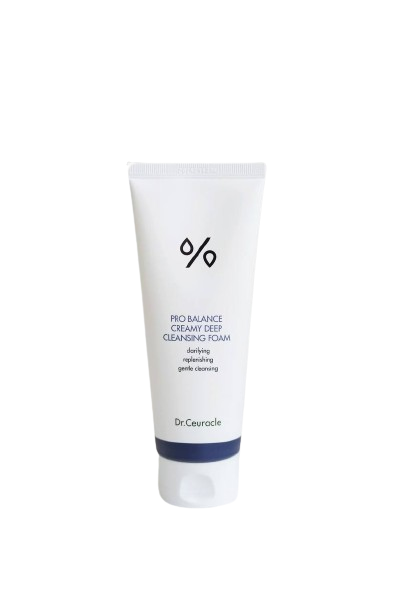 %
PRO BALANCE
CREAMY DEEP
CLEANSING FOAM
clarifying
replenishing
gentle cleansing
Dr.Ceuracle